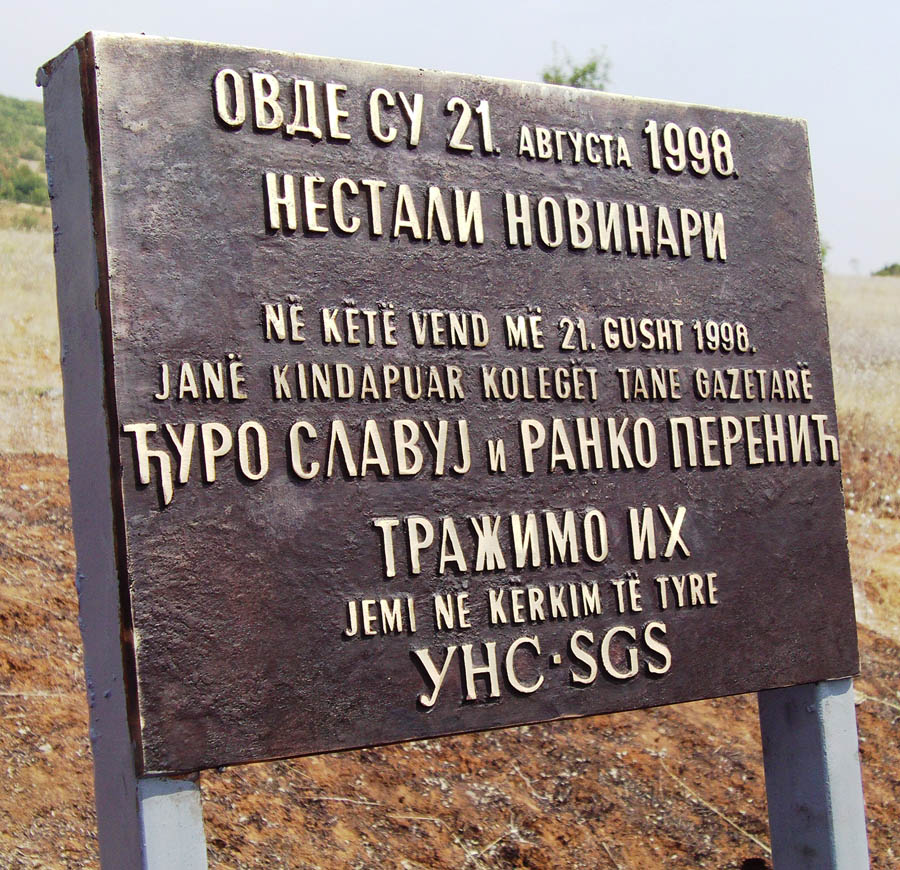 ОВДЕ СУ 21. АВГУСТА 1998.
НЕСТАЛИ НОВИНАРИ
NË KËTË VEND MË 21. GUSHT 1998.
JANË KINDAPUAR KOLEGËT TANE GAZETARË
ЂУРО СЛАВУЈ и РАНКО ПЕРЕНИЋ
ТРАЖИМО ИХ
JEMI NË KËRKIM TË TYRE
УНС·SGS